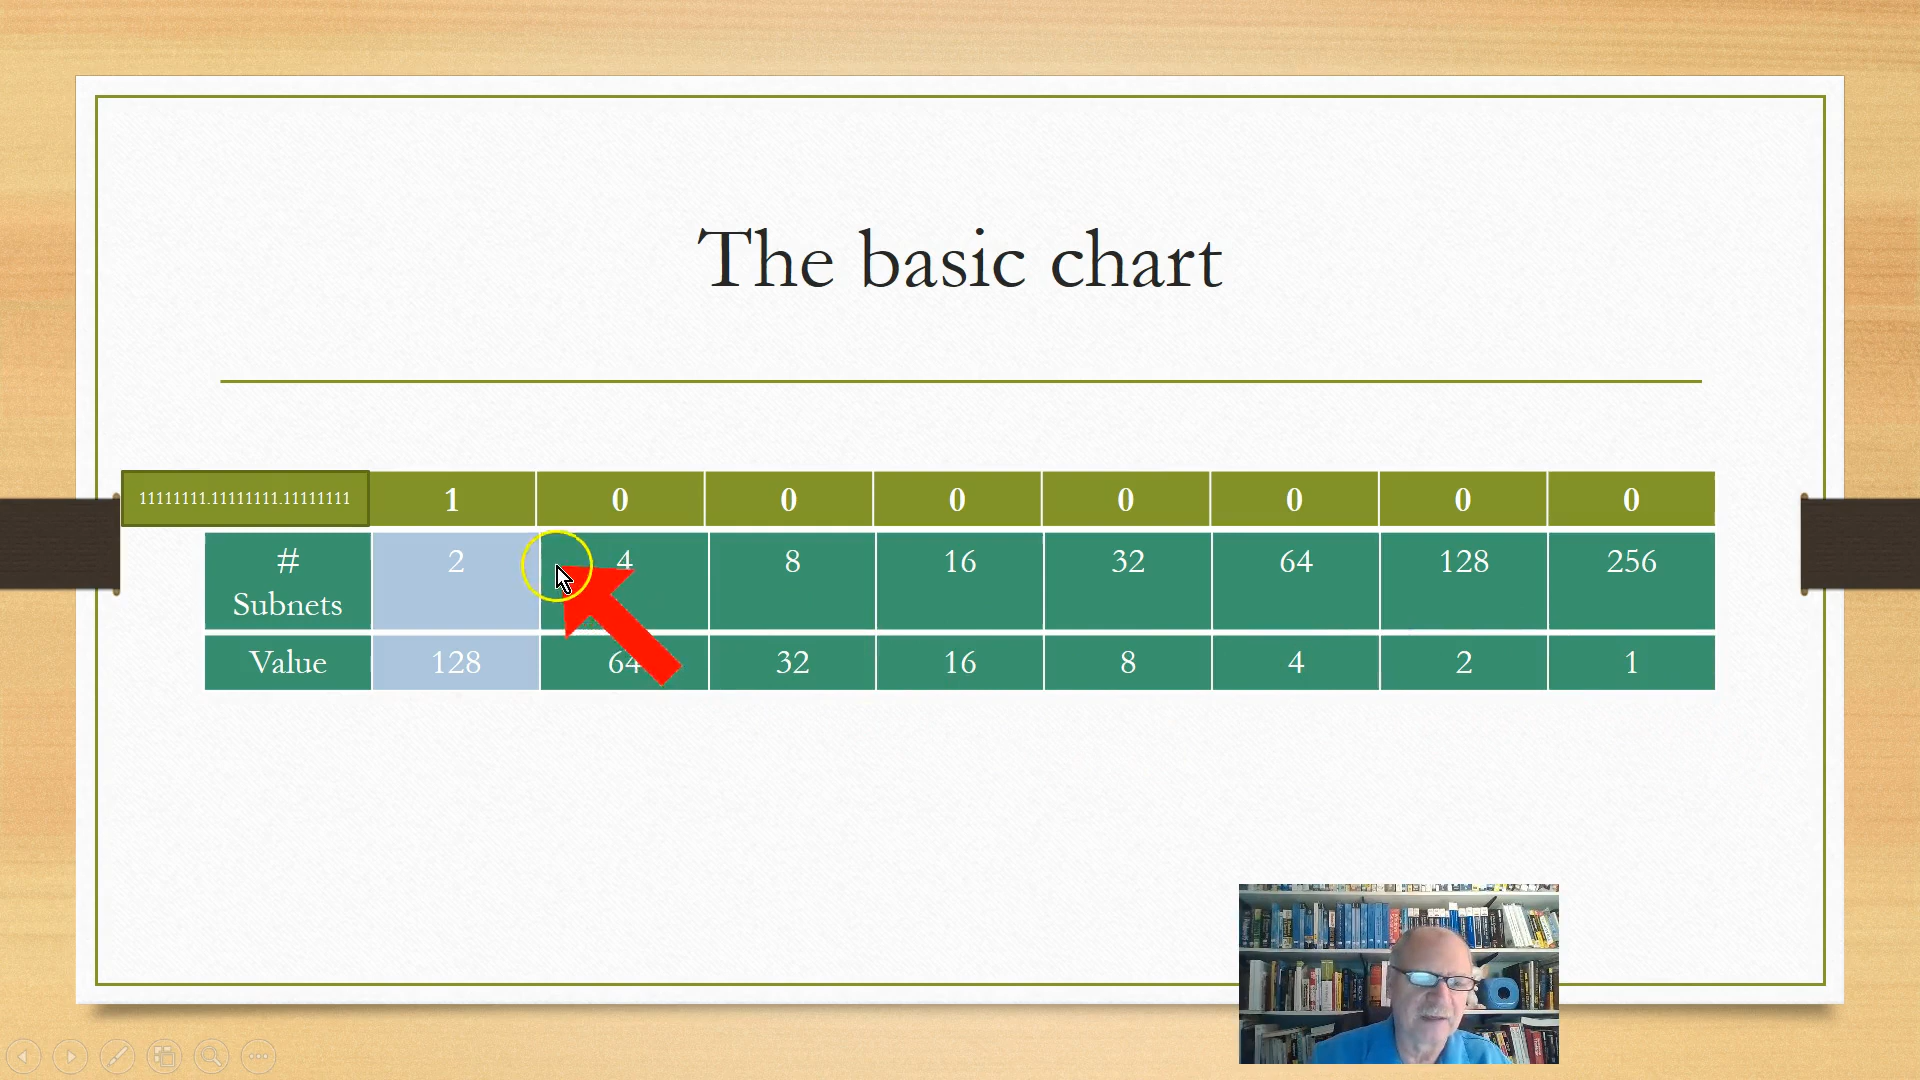 The basic chart
11111111.11111111.11111111 1 0 0 0 0 0 0 0
# Subnets 2 4 8 16 32 64 128 256
Value 128 64 32 16 8 4 2 1